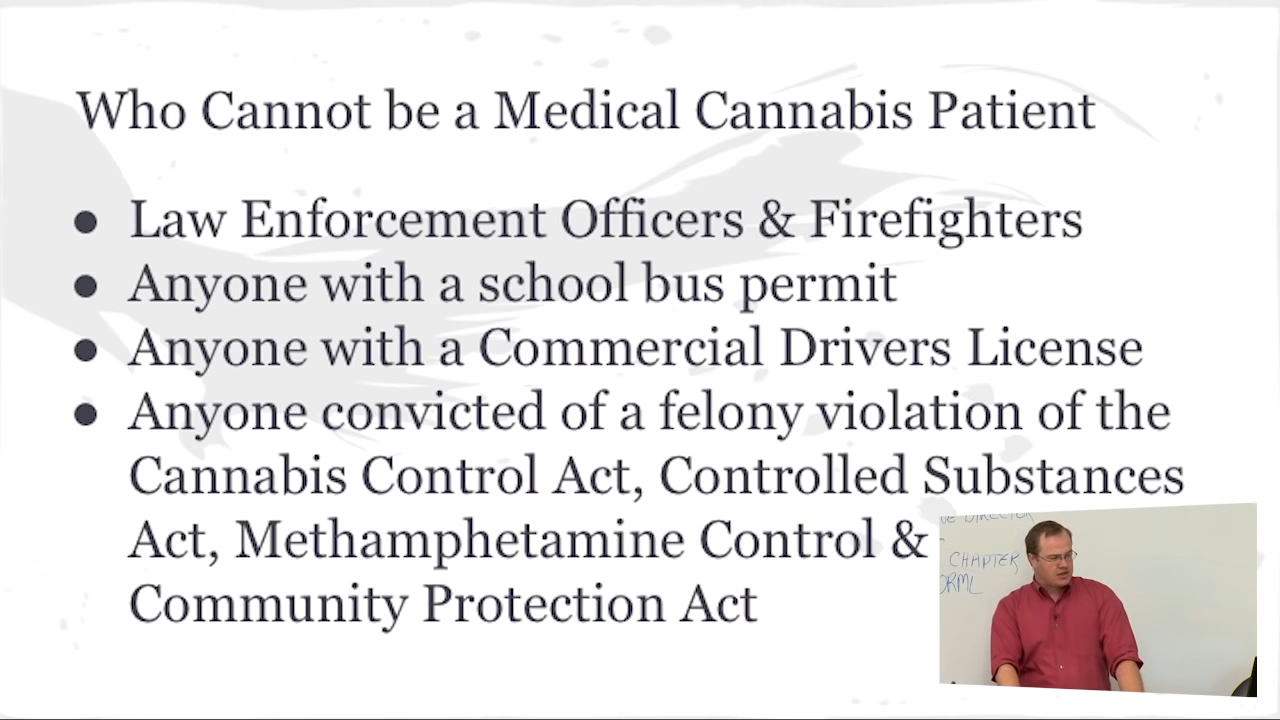 Who Cannot be a Medical Cannabis Patient
● Law Enforcement Officers & Firefighters
● Anyone with a school bus permit
● Anyone with a Commercial Drivers License
● Anyone convicted of a felony violation of the
Cannabis Control Act, Controlled Substances
Act, Methamphetamine Control &
Community Protection Act
DIRECTOR
CHAPTER